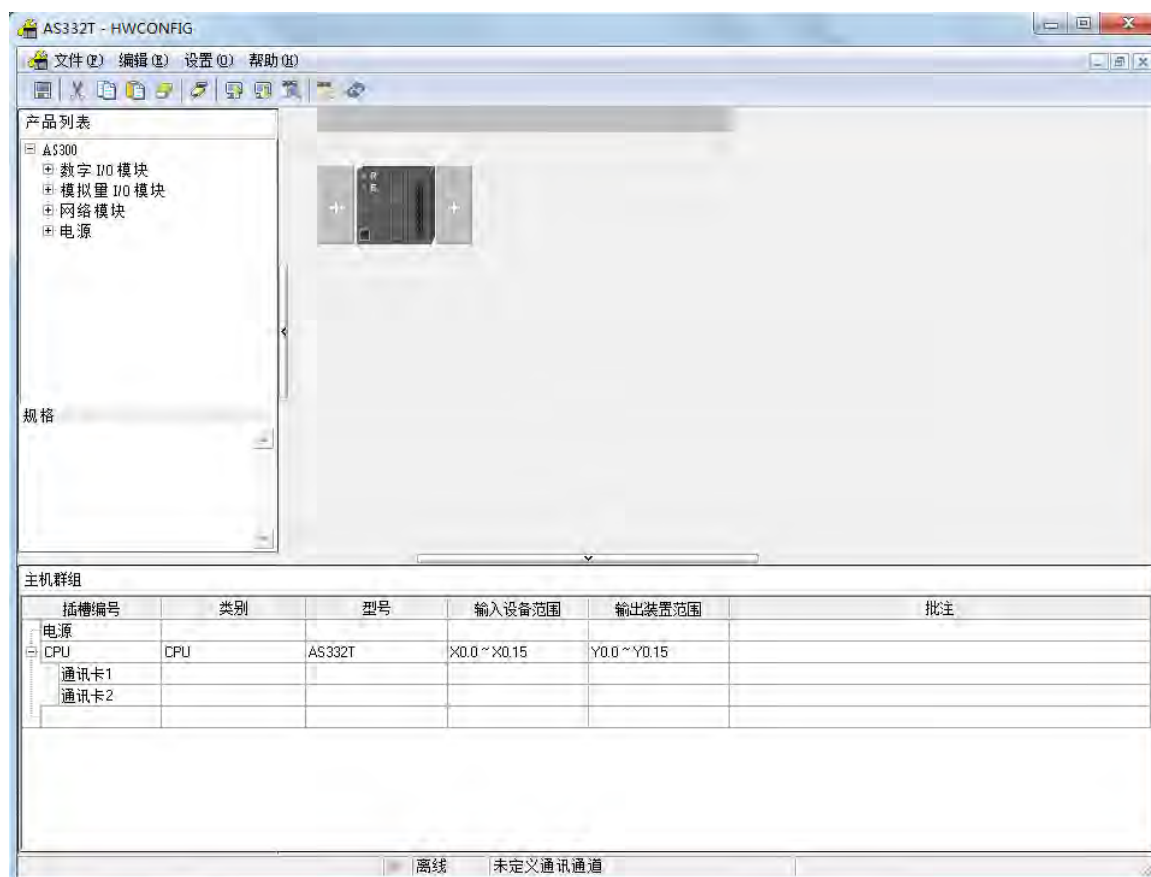 AS332T - HWCONFIG
文件(F) 编辑(E) 设置(O) 帮助(H)
产品列表
AS300
数字 I/O 模块
模拟量 I/O 模块
网络模块
电源
规格
主机群组
插槽编号 类别 型号 输入设备范围 输出装置范围 批注
电源
CPU CPU AS332T X0.0 ~ X0.15 Y0.0 ~ Y0.15
通讯卡1
通讯卡2
离线 未定义通讯通道